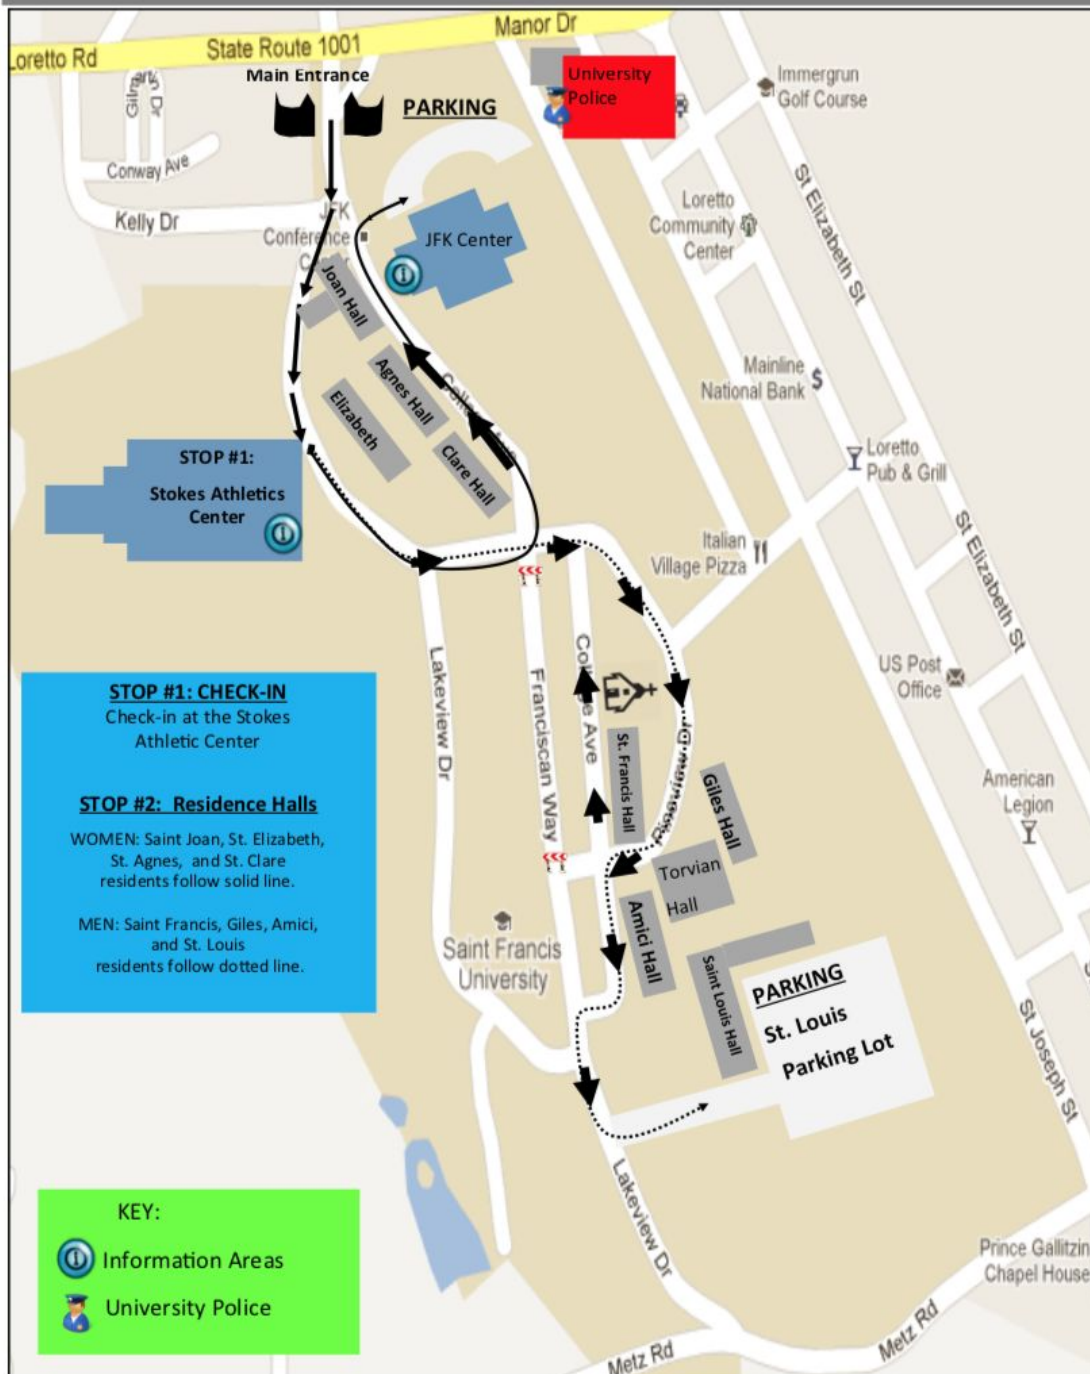 Manor Dr
State Route 1001
Loretto Rd
Main Entrance
PARKING
University
Police
Immergrun
Golf Course
Gilmartin Dr
Conway Ave
Kelly Dr
JFK
Conference
JFK Center
Loretto
Community
Center
St Elizabeth St
Joan Hall
Agnes Hall
Elizabeth
Clare Hall
Mainline
National Bank
$
Loretto
Pub & Grill
STOP #1:
Stokes Athletics
Center
Italian
Village Pizza
St Elizabeth St
US Post
Office
STOP #1: CHECK-IN
Check-in at the Stokes
Athletic Center
STOP #2: Residence Halls
WOMEN: Saint Joan, St. Elizabeth,
St. Agnes, and St. Clare
residents follow solid line.
MEN: Saint Francis, Giles, Amici,
and St. Louis
residents follow dotted line.
Lakeview Dr
Franciscan Way
College Ave
St. Francis Hall
Pineview Dr
Giles Hall
American
Legion
Torvian
Hall
Amici Hall
Saint Francis
University
Saint Louis Hall
PARKING
St. Louis
Parking Lot
St Joseph St
Lakeview Dr
KEY:
Information Areas
University Police
Prince Gallitzin
Chapel House
Metz Rd
Metz Rd